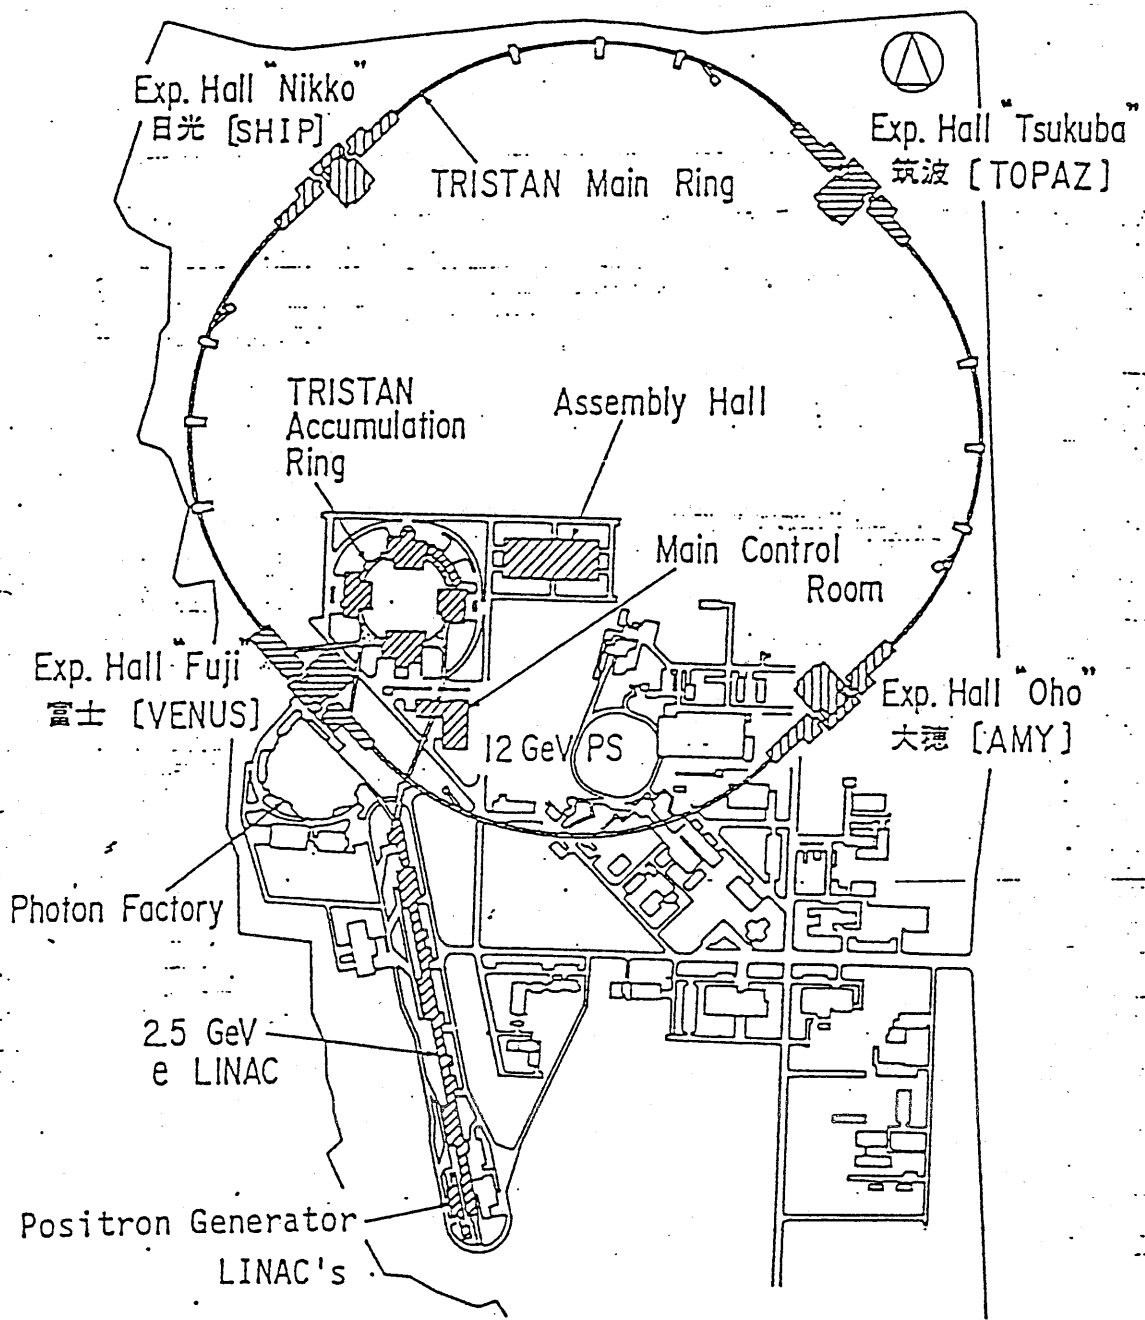 Exp. Hall "Nikko"
日光 [SHIP]
Exp. Hall "Tsukuba"
筑波 [TOPAZ]
TRISTAN Main Ring
TRISTAN
Accumulation
Ring
Assembly Hall
Main Control
Room
Exp. Hall "Fuji"
富士 [VENUS]
Exp. Hall "Oho"
大穂 [AMY]
12 GeV PS
Photon Factory
2.5 GeV
e LINAC
Positron Generator
LINAC's